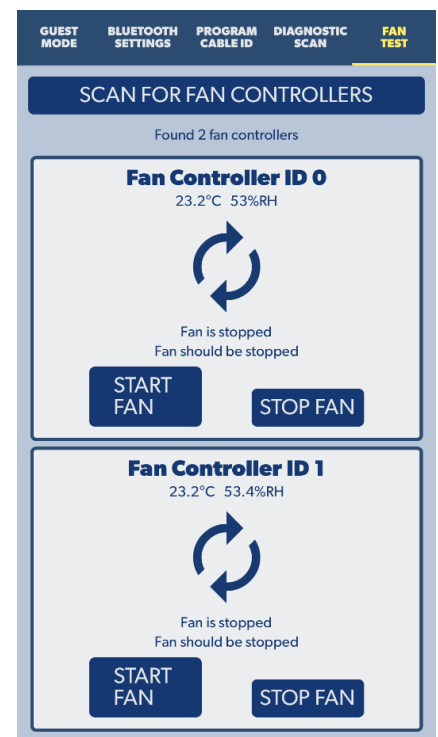 GUEST MODE
BLUETOOTH SETTINGS
PROGRAM CABLE ID
DIAGNOSTIC SCAN
FAN TEST
SCAN FOR FAN CONTROLLERS
Found 2 fan controllers
Fan Controller ID 0
23.2°C 53%RH
Fan is stopped
Fan should be stopped
START
FAN
STOP FAN
Fan Controller ID 1
23.2°C 53.4%RH
Fan is stopped
Fan should be stopped
START
FAN
STOP FAN